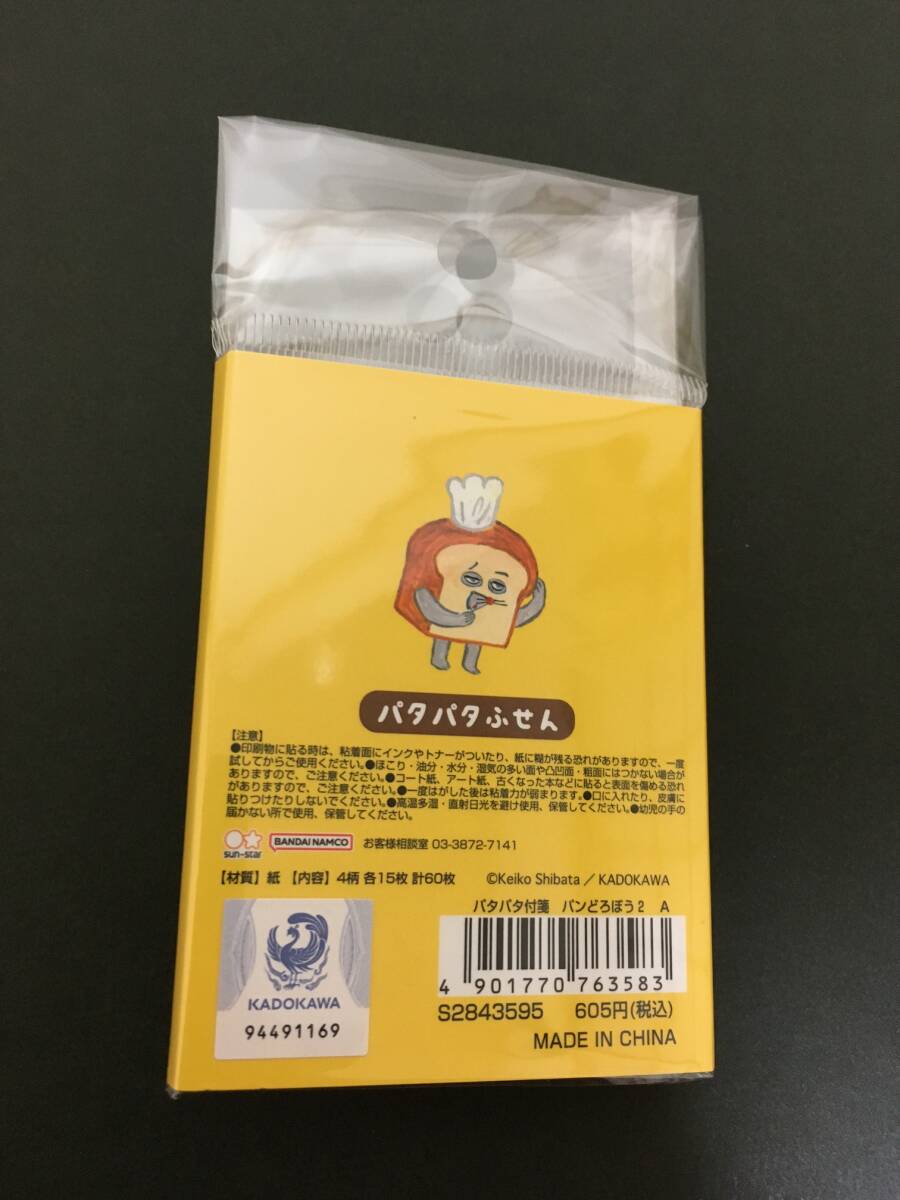 パタパタふせん
【注意】
●印刷物に貼る時は、粘着面にインクやトナーがついたり、紙に糊が残る恐れがありますので、一度
試してからご使用ください。●ほこり・油分・水分・湿気の多い面や凸凹面・粗面にはつかない場合が
ありますので、ご注意ください。●コート紙、アート紙、古くなった本などに貼ると表面を傷める恐れ
がありますので、ご注意ください。●一度はがした後は粘着力が弱まります。●口に入れたり、皮膚に
貼りつけたりしないでください。●高温多湿・直射日光を避け使用、保管してください。●幼児の手の
届かない所で使用、保管してください。
sun-star BANDAI NAMCO お客様相談室 03-3872-7141
【材質】紙 【内容】4柄 各15枚 計60枚 ©Keiko Shibata / KADOKAWA
パタパタ付箋 パンどろぼう2 A
4 901770 763583
S2843595 605円(税込)
MADE IN CHINA
KADOKAWA
94491169